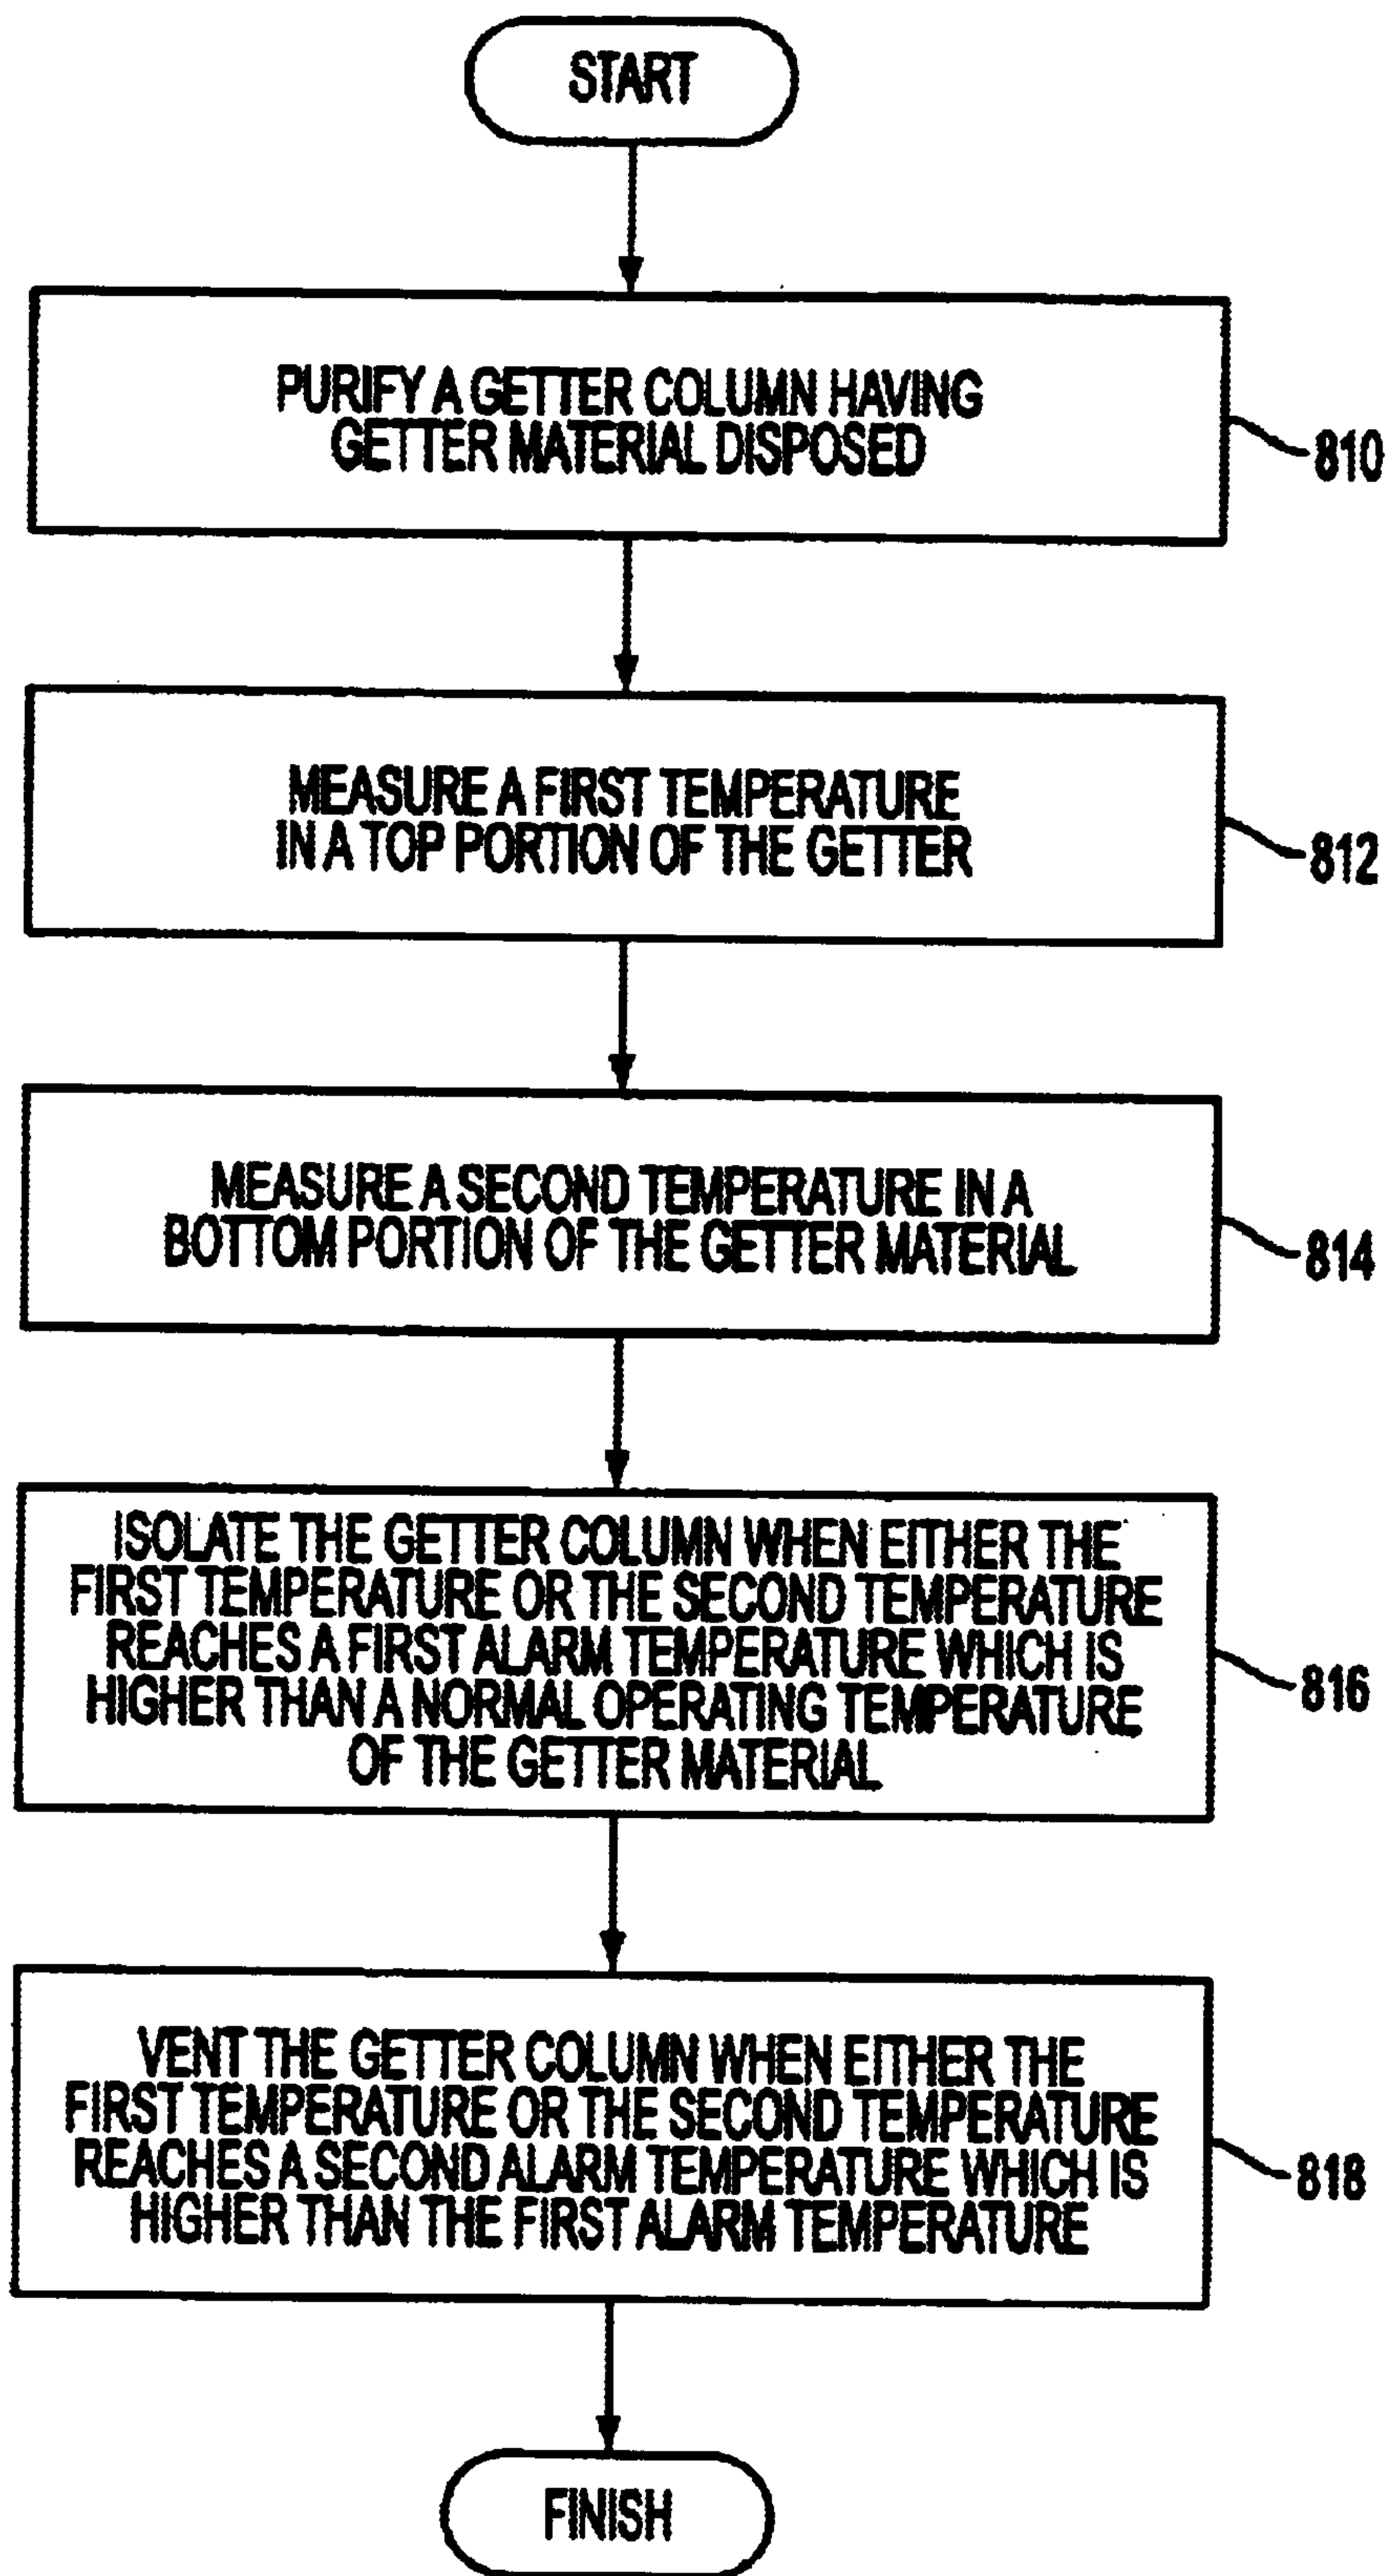 START
PURIFY A GETTER COLUMN HAVING
GETTER MATERIAL DISPOSED
810
MEASURE A FIRST TEMPERATURE
IN A TOP PORTION OF THE GETTER
812
MEASURE A SECOND TEMPERATURE IN A
BOTTOM PORTION OF THE GETTER MATERIAL
814
ISOLATE THE GETTER COLUMN WHEN EITHER THE
FIRST TEMPERATURE OR THE SECOND TEMPERATURE
REACHES A FIRST ALARM TEMPERATURE WHICH IS
HIGHER THAN A NORMAL OPERATING TEMPERATURE
OF THE GETTER MATERIAL
816
VENT THE GETTER COLUMN WHEN EITHER THE
FIRST TEMPERATURE OR THE SECOND TEMPERATURE
REACHES A SECOND ALARM TEMPERATURE WHICH IS
HIGHER THAN THE FIRST ALARM TEMPERATURE
818
FINISH